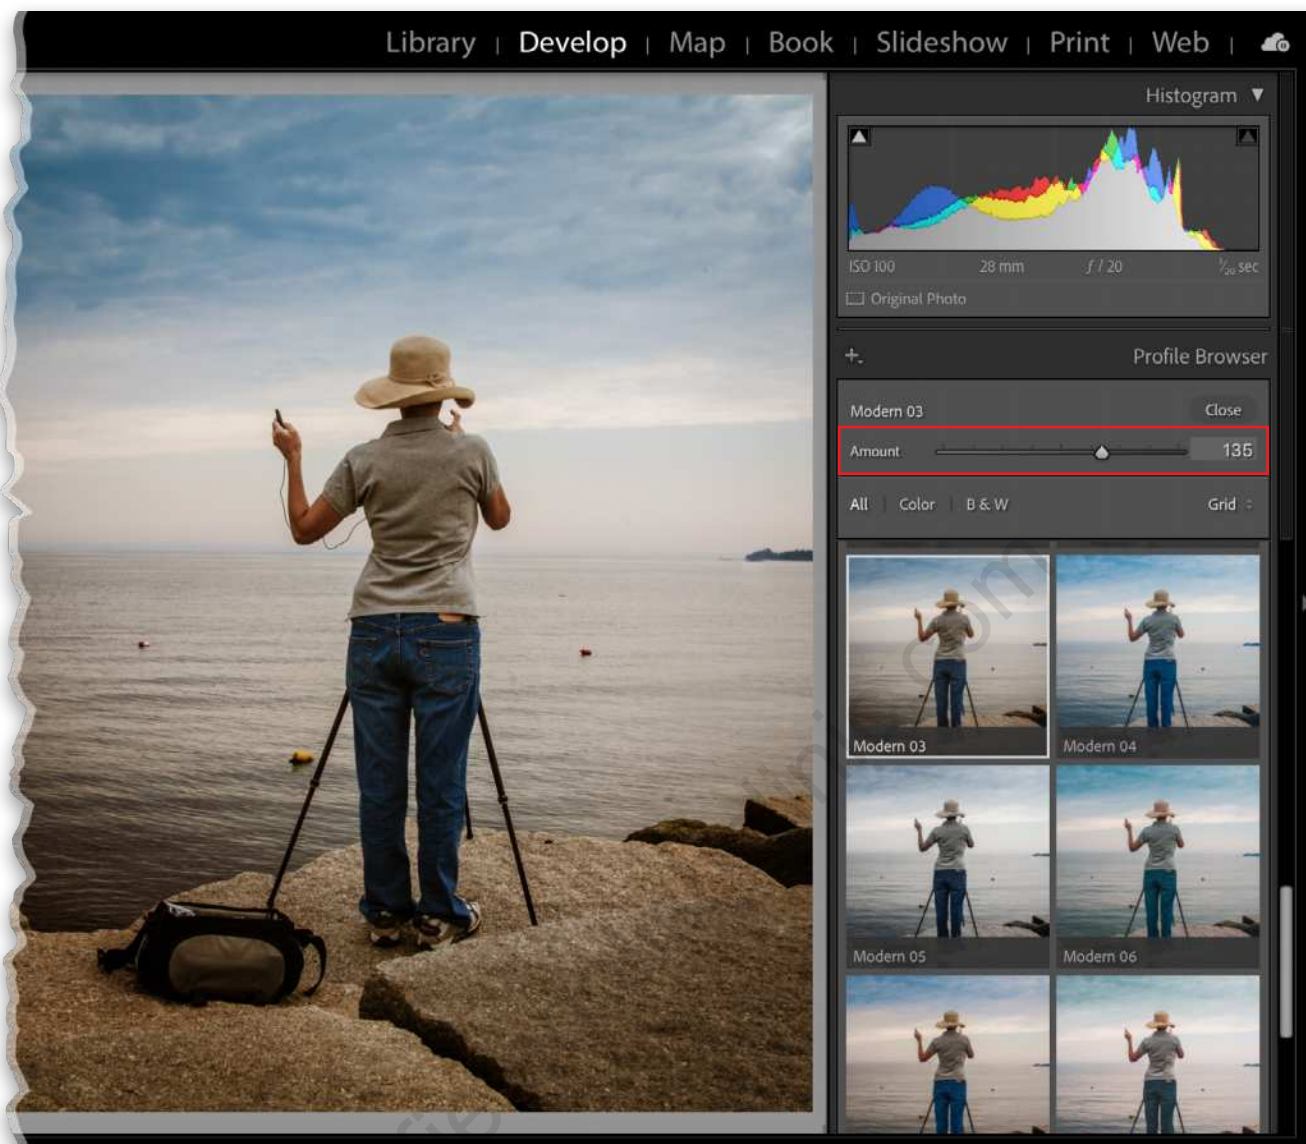 Library | Develop | Map | Book | Slideshow | Print | Web |
Histogram
ISO 100 28 mm ƒ / 20 1/20 sec
Original Photo
Profile Browser
Modern 03 Close
Amount 135
All | Color | B & W Grid
Modern 03 Modern 04
Modern 05 Modern 06